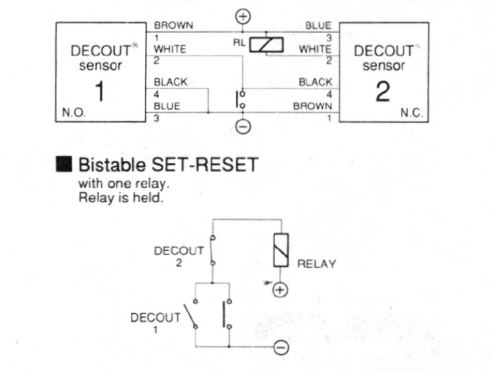 BROWN
1
WHITE
2
BLACK
4
BLUE
3
DECOUT®
sensor
1
N.O.
RL
BLUE
3
WHITE
2
BLACK
4
BROWN
1
DECOUT
sensor
2
N.C.
Bistable SET-RESET
with one relay.
Relay is held.
DECOUT
2
RELAY
DECOUT
1